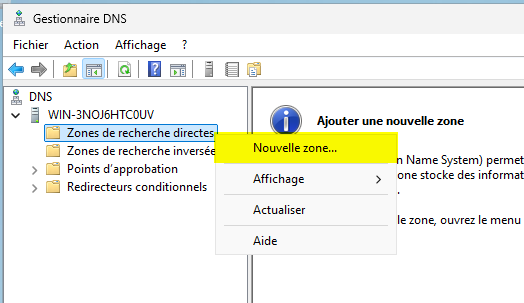 Gestionnaire DNS
Fichier Action Affichage ?
DNS
WIN-3NOJ6HTC0UV
Zones de recherche directes
Zones de recherche inversée
Points d'approbation
Redirecteurs conditionnels
Ajouter une nouvelle zone
Nouvelle zone...
Affichage
Actualiser
Aide
n Name System) permet
one stocke des informat
le zone, ouvrez le menu